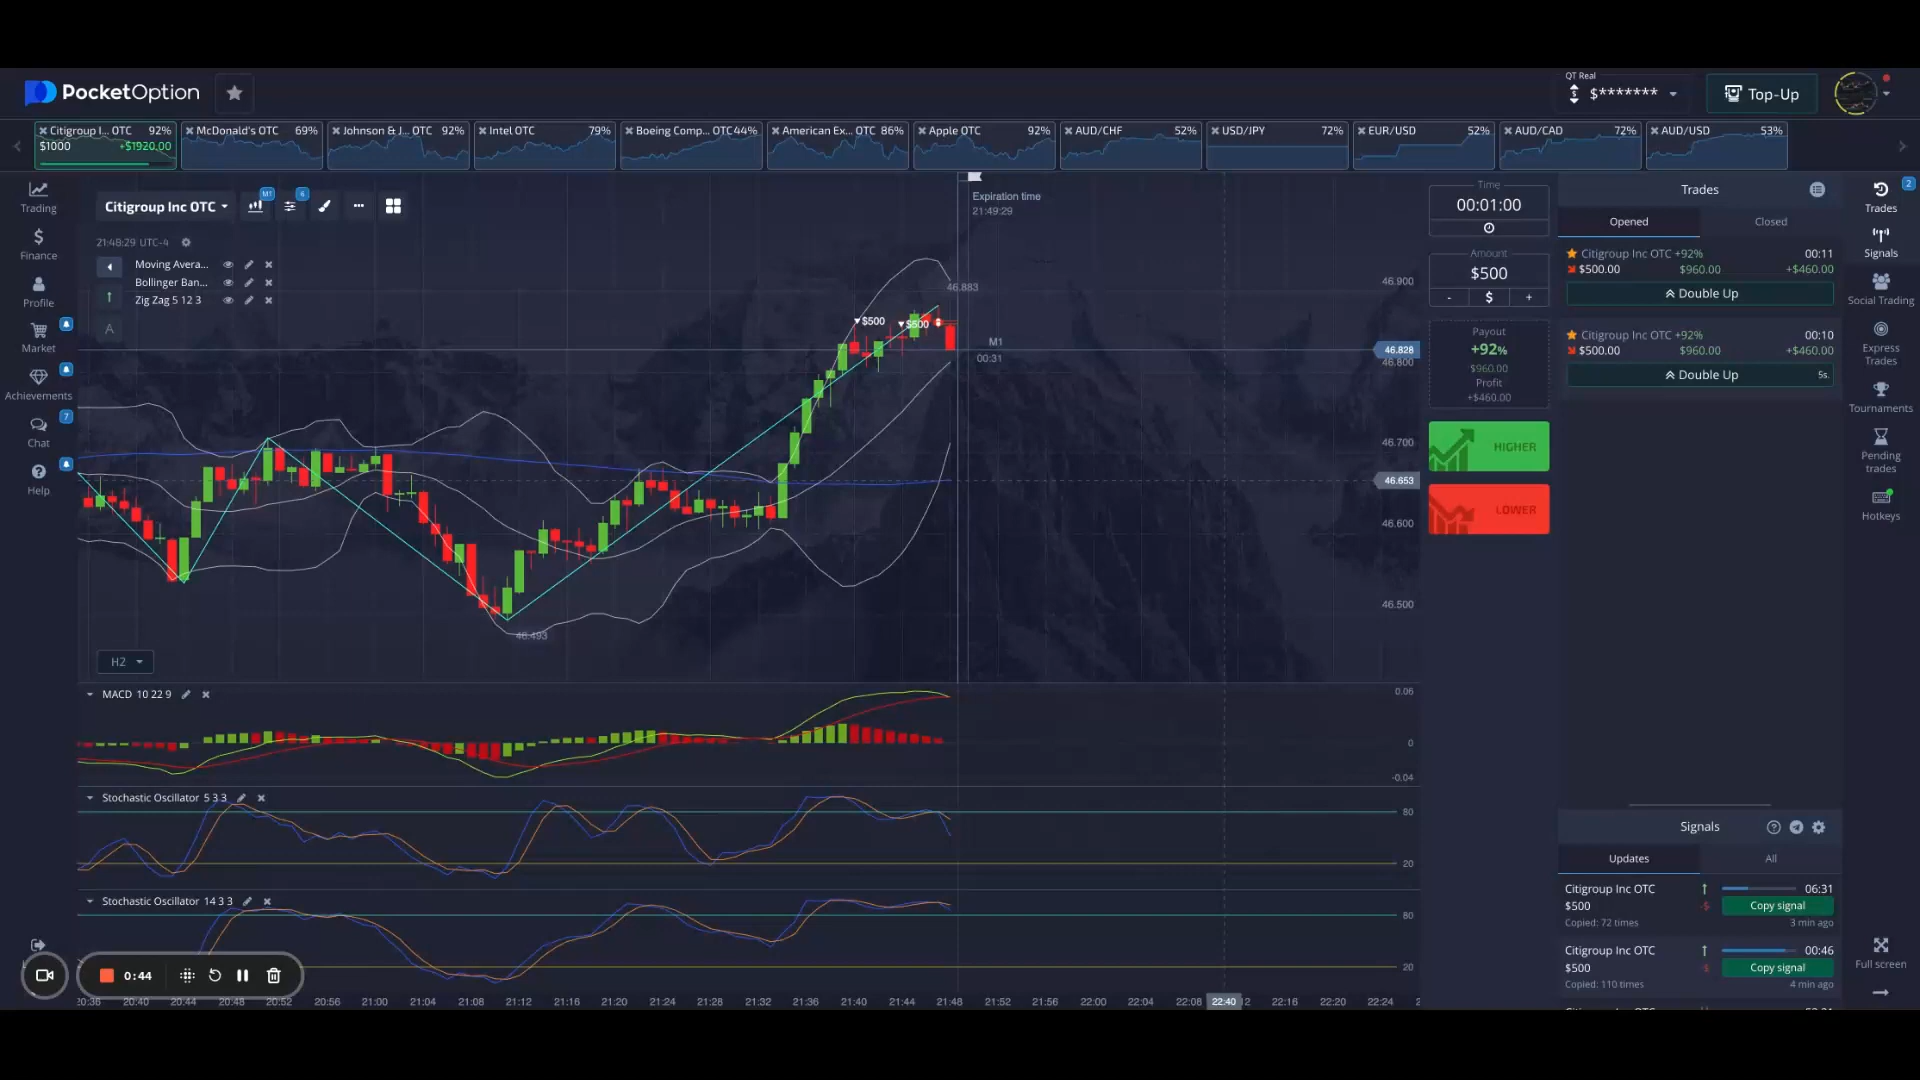 PocketOption
QT Real
$*******
Top-Up
Citigroup I... OTC 92%
$1000 +$1920.00
McDonald's OTC 69%
Johnson & J... OTC 92%
Intel OTC 79%
Boeing Comp... OTC 44%
American Ex... OTC 86%
Apple OTC 92%
AUD/CHF 52%
USD/JPY 72%
EUR/USD 52%
AUD/CAD 72%
AUD/USD 53%
Trading
Finance
Profile
Market
Achievements
7
Chat
Help
Citigroup Inc OTC
M1
6
21:48:29 UTC-4
Moving Avera...
Bollinger Ban...
Zig Zag 5 12 3
A
Expiration time
21:49:29
46.883
$500
$500
M1
00:31
46.493
H2
46.900
46.828
46.800
46.700
46.653
46.600
46.500
MACD 10 22 9
0.06
0
-0.04
Stochastic Oscillator 5 3 3
80
20
Stochastic Oscillator 14 3 3
80
20
0:44
20:36 20:40 20:44 20:48 20:52 20:56 21:00 21:04 21:08 21:12 21:16 21:20 21:24 21:28 21:32 21:36 21:40 21:44 21:48 21:52 21:56 22:00 22:04 22:08 22:40 22:16 22:20 22:24
Time
00:01:00
Amount
$500
- $ +
Payout
+92%
$960.00
Profit
+$460.00
HIGHER
LOWER
Trades
Opened Closed
Citigroup Inc OTC +92% 00:11
$500.00 $960.00 +$460.00
Double Up
Citigroup Inc OTC +92% 00:10
$500.00 $960.00 +$460.00
Double Up 5s.
Signals
Updates All
Citigroup Inc OTC 06:31
$500 Copy signal
Copied: 72 times 3 min ago
Citigroup Inc OTC 00:46
$500 Copy signal
Copied: 110 times 4 min ago
2
Trades
Signals
Social Trading
Express
Trades
Tournaments
Pending
trades
Hotkeys
Full screen